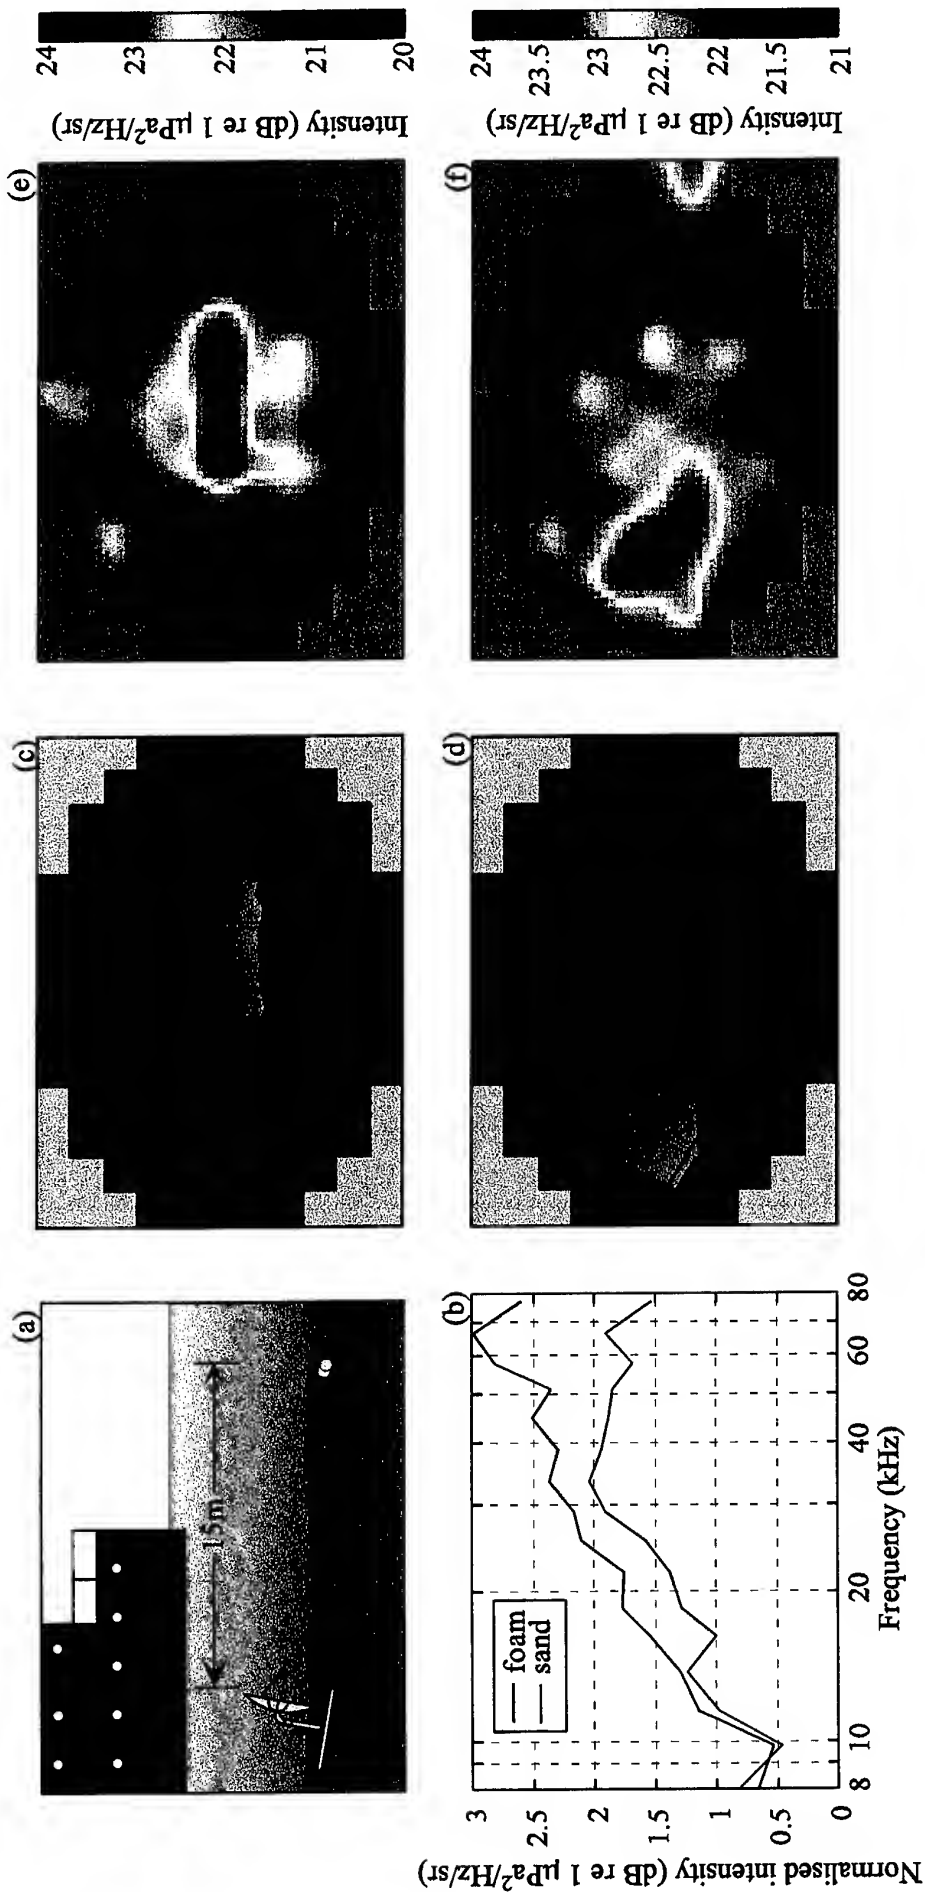 (a)
15m
(b)
Normalised intensity (dB re 1 μPa²/Hz/sr)
3
2.5
2
1.5
1
0.5
0
foam
sand
8
10
20
40
60
80
Frequency (kHz)
(c)
(d)
(e)
24
23
22
21
20
Intensity (dB re 1 μPa²/Hz/sr)
(f)
24
23.5
23
22.5
22
21.5
21
Intensity (dB re 1 μPa²/Hz/sr)